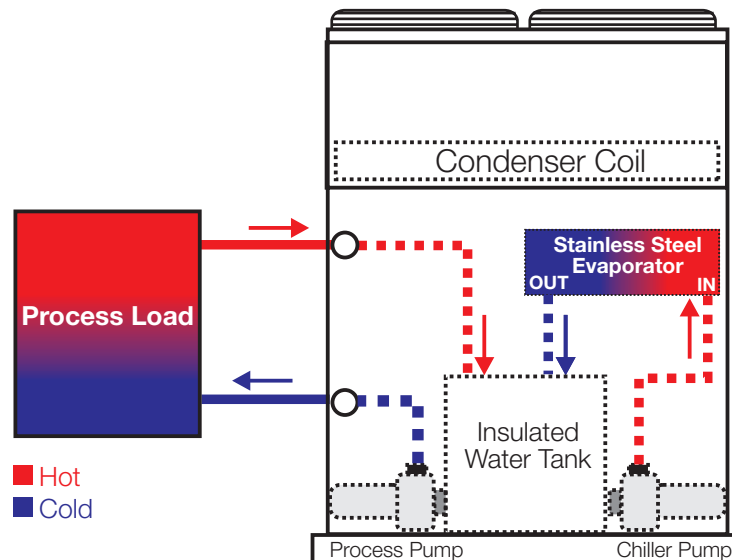 Condenser Coil
Stainless Steel
Evaporator
OUT
IN
Process Load
Insulated
Water Tank
Hot
Cold
Process Pump
Chiller Pump